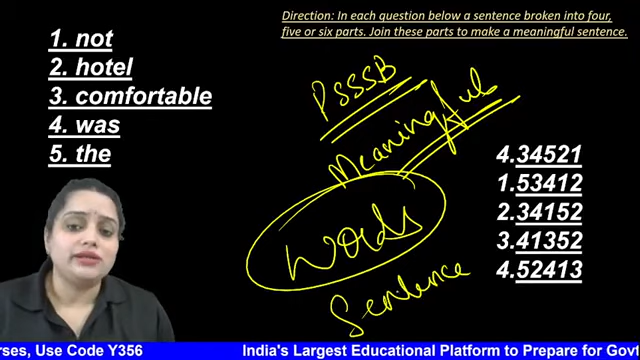 Direction: In each question below a sentence broken into four,
five or six parts. Join these parts to make a meaningful sentence.
1. not
2. hotel
3. comfortable
4. was
5. the
PSSSB
Meaningful
Words
Sentence
4.34521
1.53412
2.34152
3.41352
4.52413
rses, Use Code Y356
India's Largest Educational Platform to Prepare for Govt